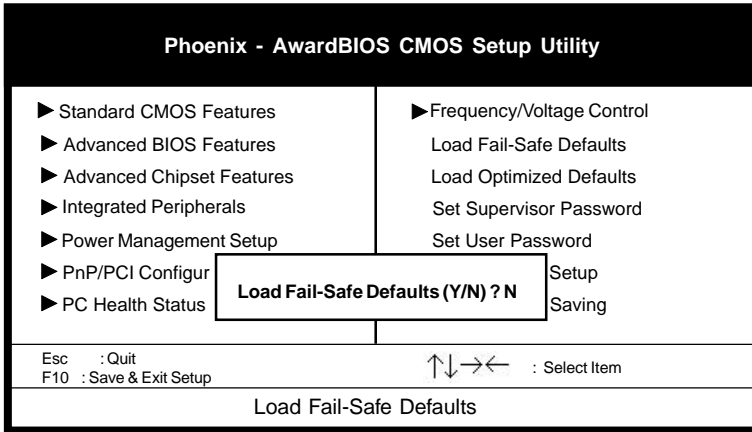 Phoenix - AwardBIOS CMOS Setup Utility
▶ Standard CMOS Features
▶ Advanced BIOS Features
▶ Advanced Chipset Features
▶ Integrated Peripherals
▶ Power Management Setup
▶ PnP/PCI Configur
▶ PC Health Status
▶ Frequency/Voltage Control
Load Fail-Safe Defaults
Load Optimized Defaults
Set Supervisor Password
Set User Password
Setup
Saving
Load Fail-Safe Defaults (Y/N) ? N
Esc : Quit
F10 : Save & Exit Setup
↑↓→← : Select Item
Load Fail-Safe Defaults